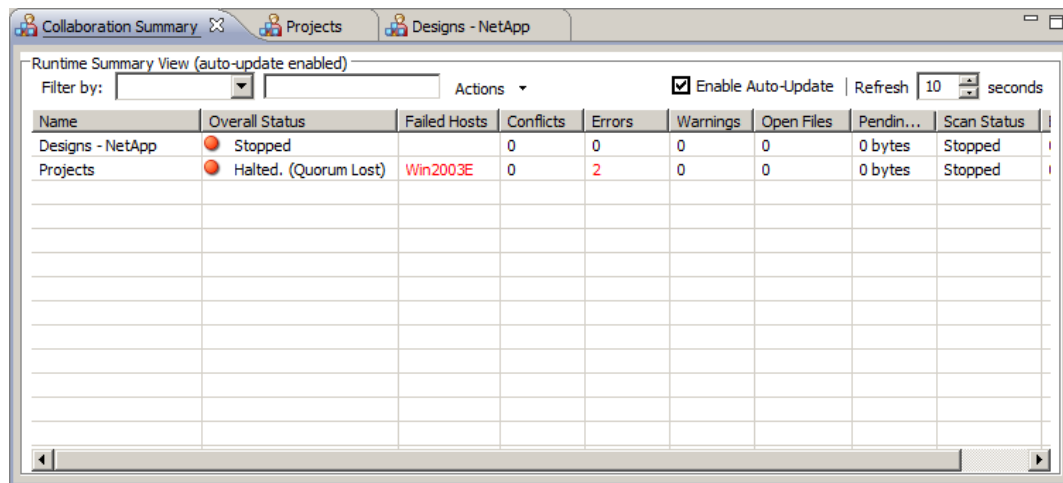 Collaboration Summary Projects Designs - NetApp
Runtime Summary View (auto-update enabled)
Filter by: Actions Enable Auto-Update | Refresh 10 seconds
Name Overall Status Failed Hosts Conflicts Errors Warnings Open Files Pendin... Scan Status
Designs - NetApp Stopped 0 0 0 0 0 bytes Stopped
Projects Halted. (Quorum Lost) Win2003E 0 2 0 0 0 bytes Stopped